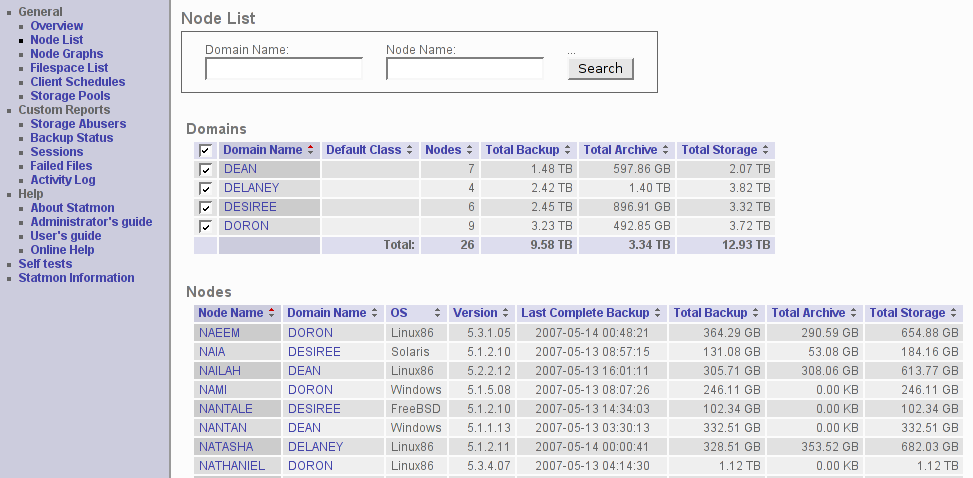 General
Overview
Node List
Node Graphs
Filespace List
Client Schedules
Storage Pools
Custom Reports
Storage Abusers
Backup Status
Sessions
Failed Files
Activity Log
Help
About Statmon
Administrator's guide
User's guide
Online Help
Self tests
Statmon Information
Node List
Domain Name: Node Name: ...
Search
Domains
Domain Name Default Class Nodes Total Backup Total Archive Total Storage
DEAN 7 1.48 TB 597.86 GB 2.07 TB
DELANEY 4 2.42 TB 1.40 TB 3.82 TB
DESIREE 6 2.45 TB 896.91 GB 3.32 TB
DORON 9 3.23 TB 492.85 GB 3.72 TB
Total: 26 9.58 TB 3.34 TB 12.93 TB
Nodes
Node Name Domain Name OS Version Last Complete Backup Total Backup Total Archive Total Storage
NAEEM DORON Linux86 5.3.1.05 2007-05-14 00:48:21 364.29 GB 290.59 GB 654.88 GB
NAIA DESIREE Solaris 5.1.2.10 2007-05-13 08:57:15 131.08 GB 53.08 GB 184.16 GB
NAILAH DEAN Linux86 5.2.2.12 2007-05-13 16:01:11 305.71 GB 308.06 GB 613.77 GB
NAMI DORON Windows 5.1.5.08 2007-05-13 08:07:26 246.11 GB 0.00 KB 246.11 GB
NANTALE DESIREE FreeBSD 5.1.2.10 2007-05-13 14:34:03 102.34 GB 0.00 KB 102.34 GB
NANTAN DEAN Windows 5.1.1.13 2007-05-13 03:30:13 332.51 GB 0.00 KB 332.51 GB
NATASHA DELANEY Linux86 5.1.2.11 2007-05-14 00:00:41 328.51 GB 353.52 GB 682.03 GB
NATHANIEL DORON Linux86 5.3.4.07 2007-05-13 04:14:30 1.12 TB 0.00 KB 1.12 TB